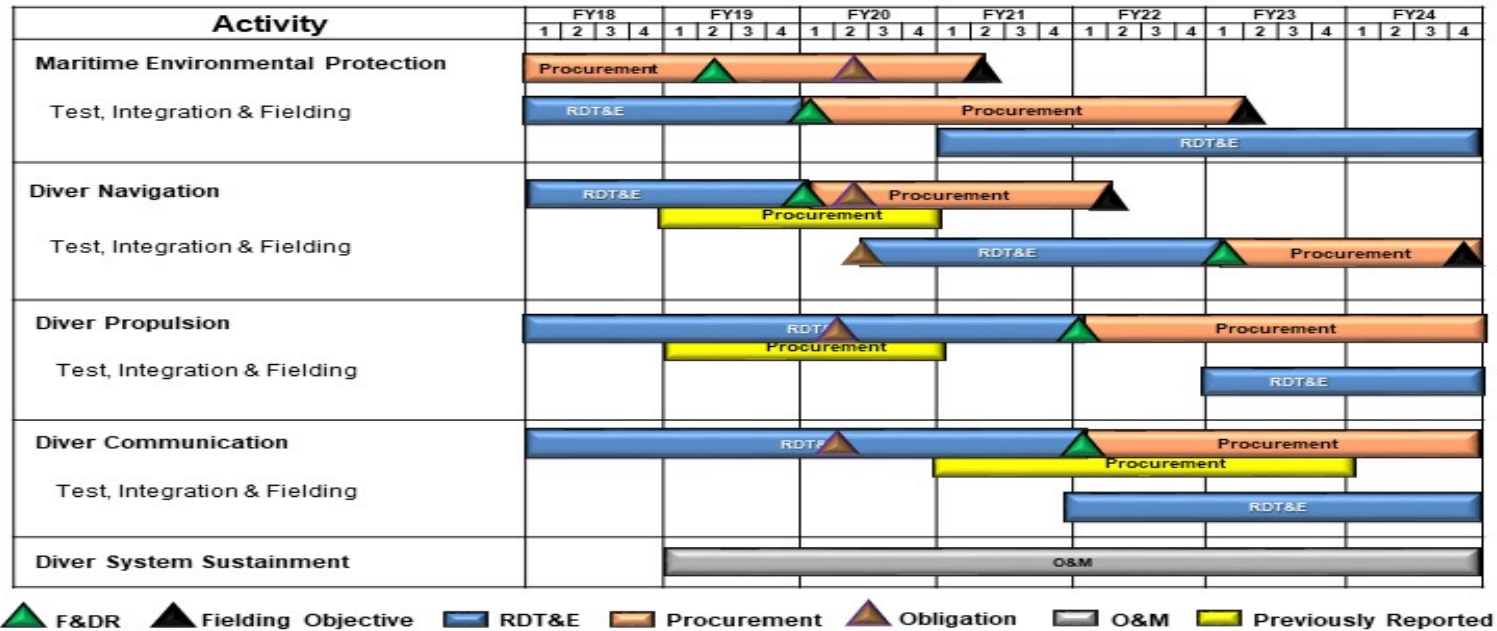 Activity
FY18 FY19 FY20 FY21 FY22 FY23 FY24
1 2 3 4 1 2 3 4 1 2 3 4 1 2 3 4 1 2 3 4 1 2 3 4 1 2 3 4
Maritime Environmental Protection
Procurement
Test, Integration & Fielding
RDT&E Procurement
RDT&E
Diver Navigation
RDT&E Procurement
Procurement
Test, Integration & Fielding
RDT&E Procurement
Diver Propulsion
RDT& Procurement
Procurement
Test, Integration & Fielding
RDT&E
Diver Communication
RDT& Procurement
Procurement
Test, Integration & Fielding
RDT&E
Diver System Sustainment
O&M
F&DR Fielding Objective RDT&E Procurement Obligation O&M Previously Reported